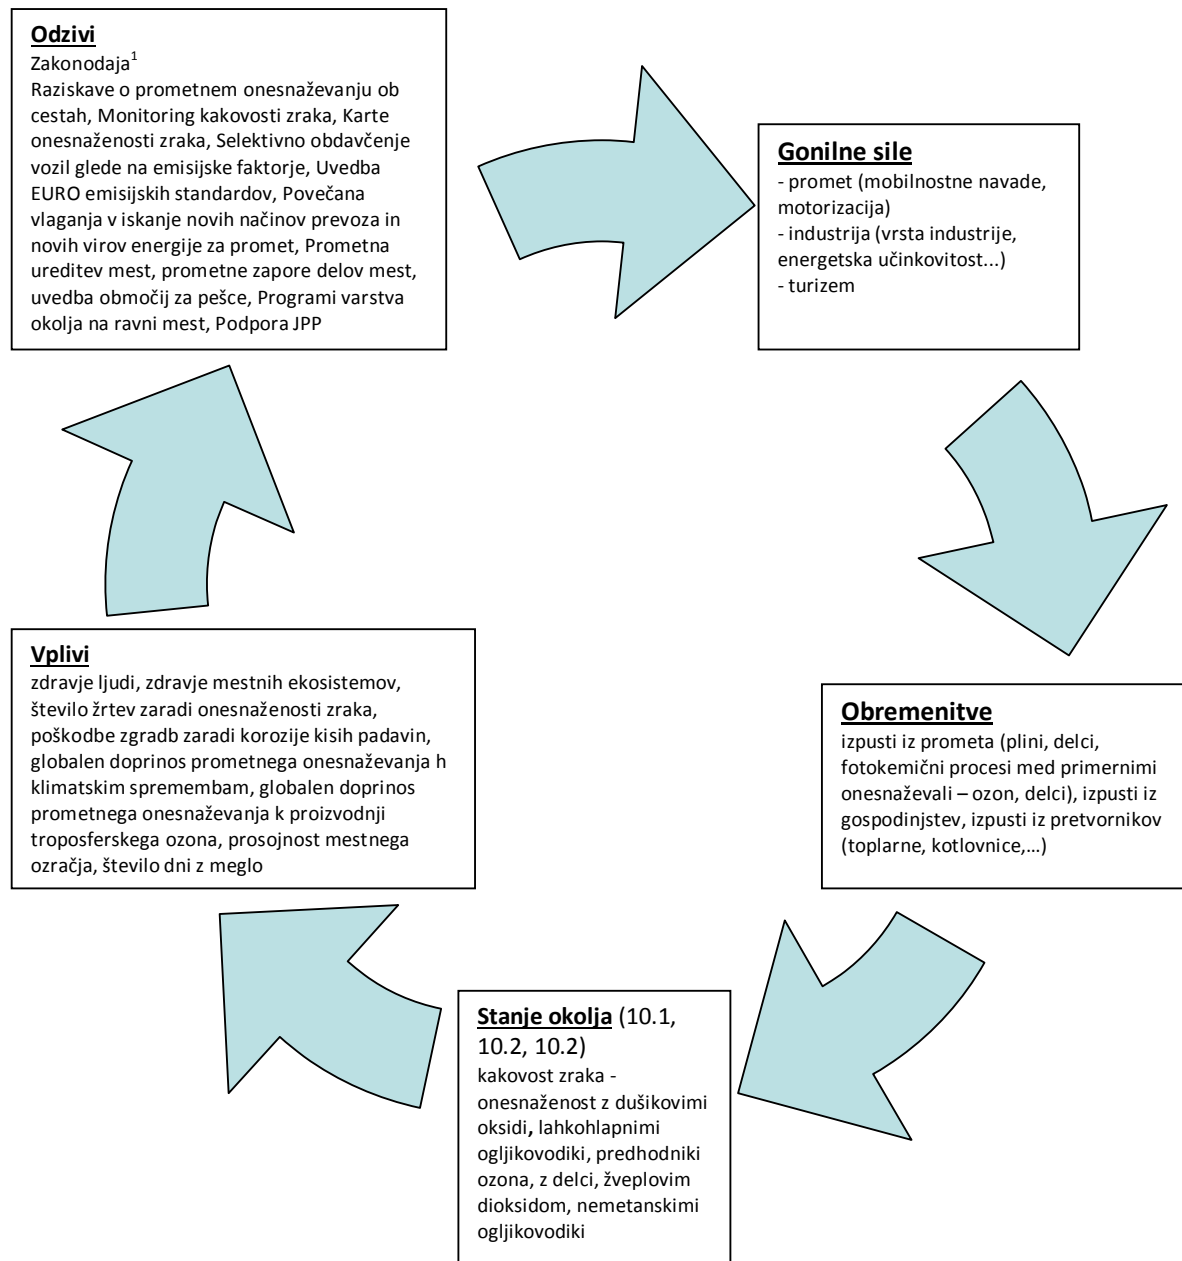 Odzivi
Zakonodaja¹
Raziskave o prometnem onesnaževanju ob
cestah, Monitoring kakovosti zraka, Karte
onesnaženosti zraka, Selektivno obdavčenje
vozil glede na emisijske faktorje, Uvedba
EURO emisijskih standardov, Povečana
vlaganja v iskanje novih načinov prevoza in
novih virov energije za promet, Prometna
ureditev mest, prometne zapore delov mest,
uvedba območij za pešce, Programi varstva
okolja na ravni mest, Podpora JPP
Gonilne sile
- promet (mobilnostne navade,
motorizacija)
- industrija (vrsta industrije,
energetska učinkovitost...)
- turizem
Obremenitve
izpusti iz prometa (plini, delci,
fotokemični procesi med primernimi
onesnaževali – ozon, delci), izpusti iz
gospodinjstev, izpusti iz pretvornikov
(toplarne, kotlovnice,...)
Stanje okolja (10.1,
10.2, 10.2)
kakovost zraka -
onesnaženost z dušikovimi
oksidi, lahkohlapnimi
ogljikovodiki, predhodniki
ozona, z delci, žveplovim
dioksidom, nemetanskimi
ogljikovodiki
Vplivi
zdravje ljudi, zdravje mestnih ekosistemov,
število žrtev zaradi onesnaženosti zraka,
poškodbe zgradb zaradi korozije kisih padavin,
globalen doprinos prometnega onesnaževanja h
klimatskim spremembam, globalen doprinos
prometnega onesnaževanja k proizvodnji
troposferskega ozona, prosojnost mestnega
ozračja, število dni z meglo